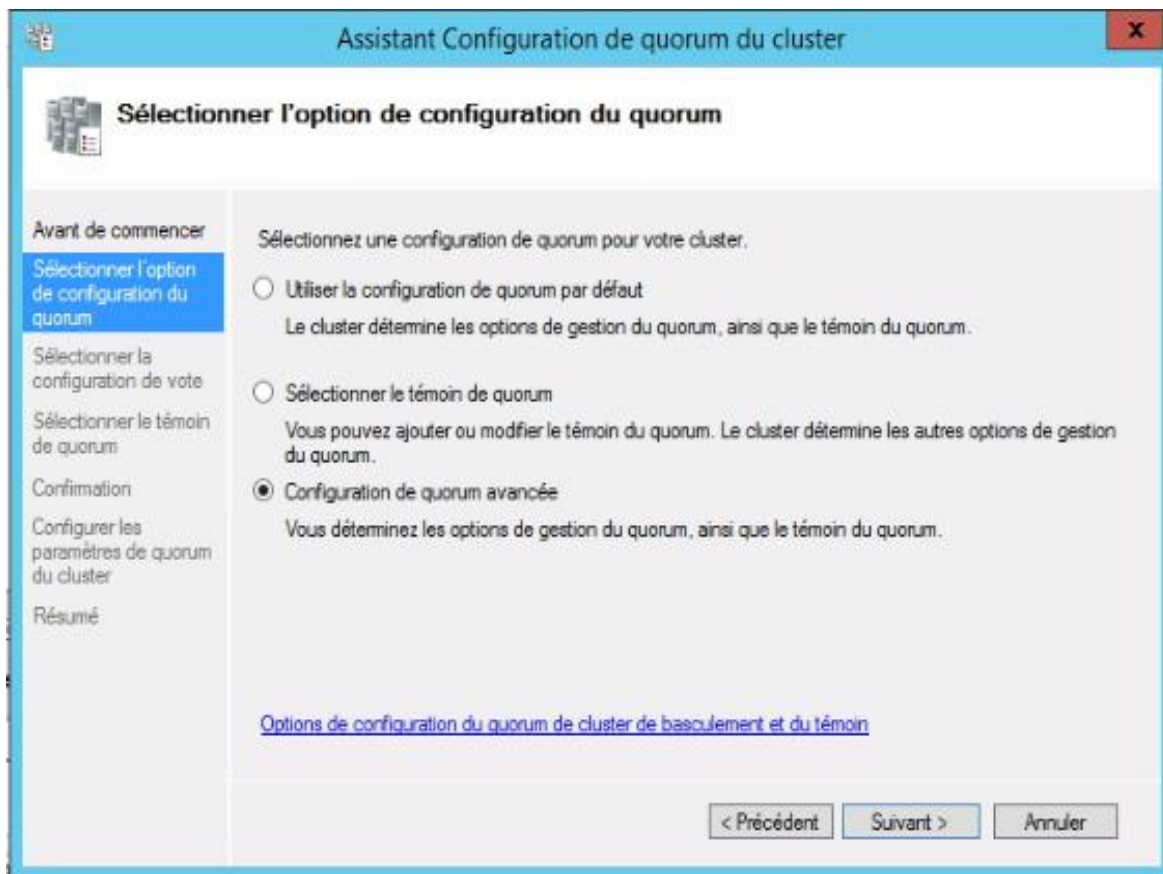 Assistant Configuration de quorum du cluster
x
Sélectionner l'option de configuration du quorum
Avant de commencer
Sélectionner l'option
de configuration du
quorum
Sélectionner la
configuration de vote
Sélectionner le témoin
de quorum
Confirmation
Configurer les
paramètres de quorum
du cluster
Résumé
Sélectionnez une configuration de quorum pour votre cluster.
Utiliser la configuration de quorum par défaut
Le cluster détermine les options de gestion du quorum, ainsi que le témoin du quorum.
Sélectionner le témoin de quorum
Vous pouvez ajouter ou modifier le témoin du quorum. Le cluster détermine les autres options de gestion
du quorum.
Configuration de quorum avancée
Vous déterminez les options de gestion du quorum, ainsi que le témoin du quorum.
Options de configuration du quorum de cluster de basculement et du témoin
< Précédent
Suivant >
Annuler